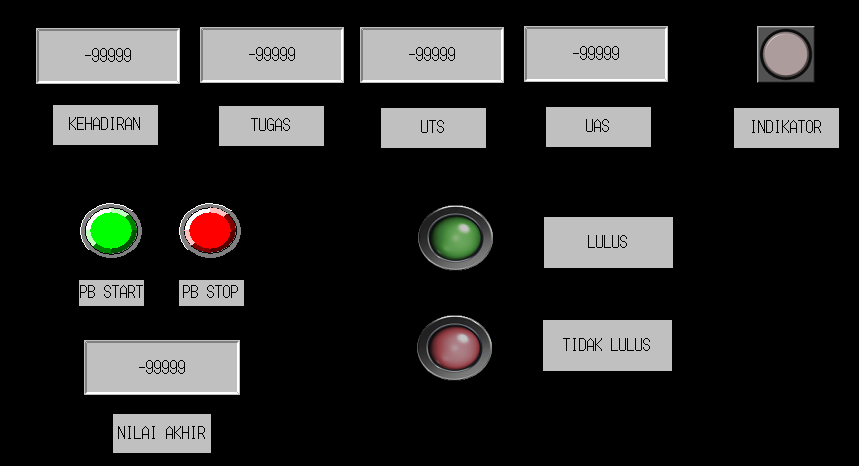 -99999
-99999
-99999
-99999
KEHADIRAN
TUGAS
UTS
UAS
INDIKATOR
LULUS
PB START
PB STOP
TIDAK LULUS
-99999
NILAI AKHIR